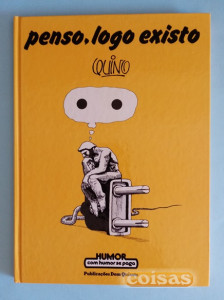 penso, logo existo
QUINO
HUMOR
com humor se paga
Publicações Dom Quixote
coisas